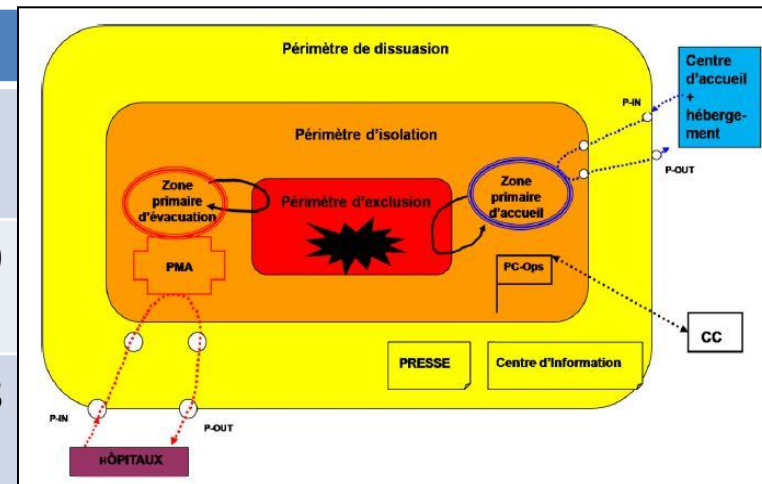 Périmètre de dissuasion
Centre
d'accueil
+
héberge-
ment
P-IN
Périmètre d'isolation
P-OUT
Zone
primaire
d'évacuation
Périmètre d'exclusion
Zone
primaire
d'accueil
PMA
PC-Ops
CC
PRESSE
Centre d'Information
P-IN
P-OUT
HÔPITAUX